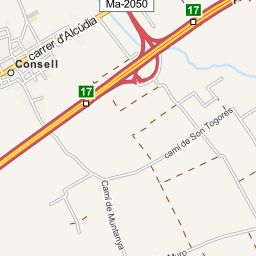 Ma-2050
17
carrer d'Alcúdia
Consell
17
camí de Son Togores
Camí de Muntanya
Muro